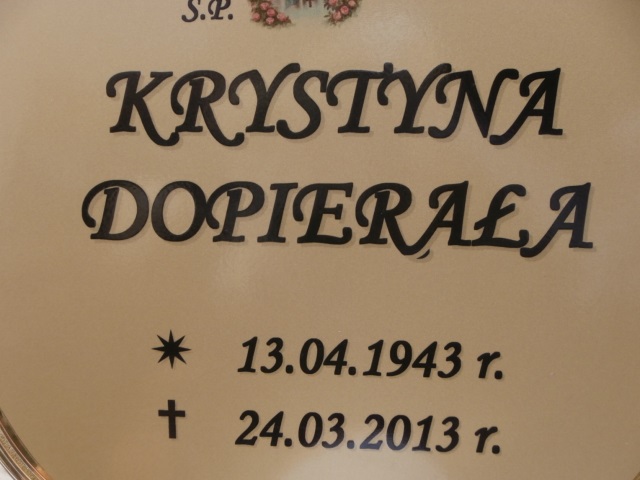 Ś.P.
KRYSTYNA
DOPIERAŁA
13.04.1943 r.
24.03.2013 r.